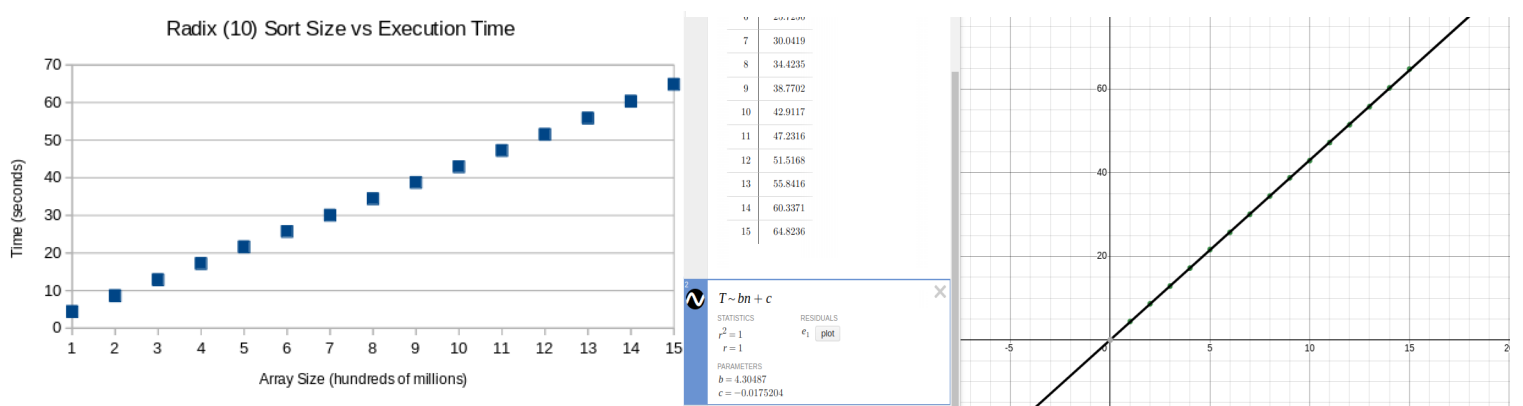 Radix (10) Sort Size vs Execution Time
70
60
50
40
30
20
10
0
1 2 3 4 5 6 7 8 9 10 11 12 13 14 15
Time (seconds)
Array Size (hundreds of millions)
7 30.0419
8 34.4235
9 38.7702
10 42.9117
11 47.2316
12 51.5168
13 55.8416
14 60.3371
15 64.8236
2
T ~ bn + c
STATISTICS RESIDUALS
r² = 1 e₁ plot
r = 1
PARAMETERS
b = 4.30487
c = −0.0175204
60
40
20
-5 0 5 10 15